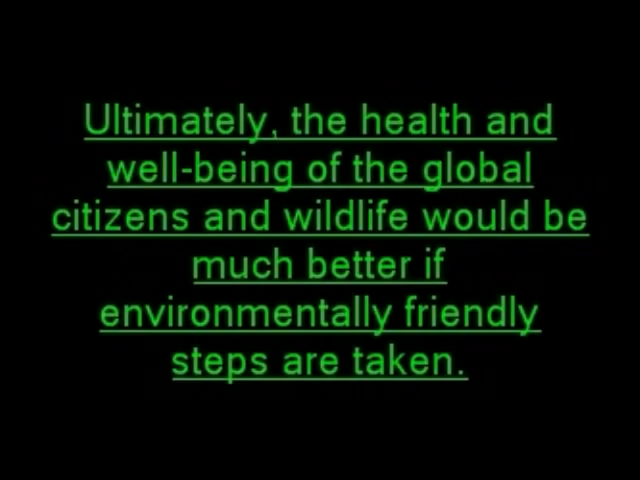 Ultimately, the health and
well-being of the global
citizens and wildlife would be
much better if
environmentally friendly
steps are taken.